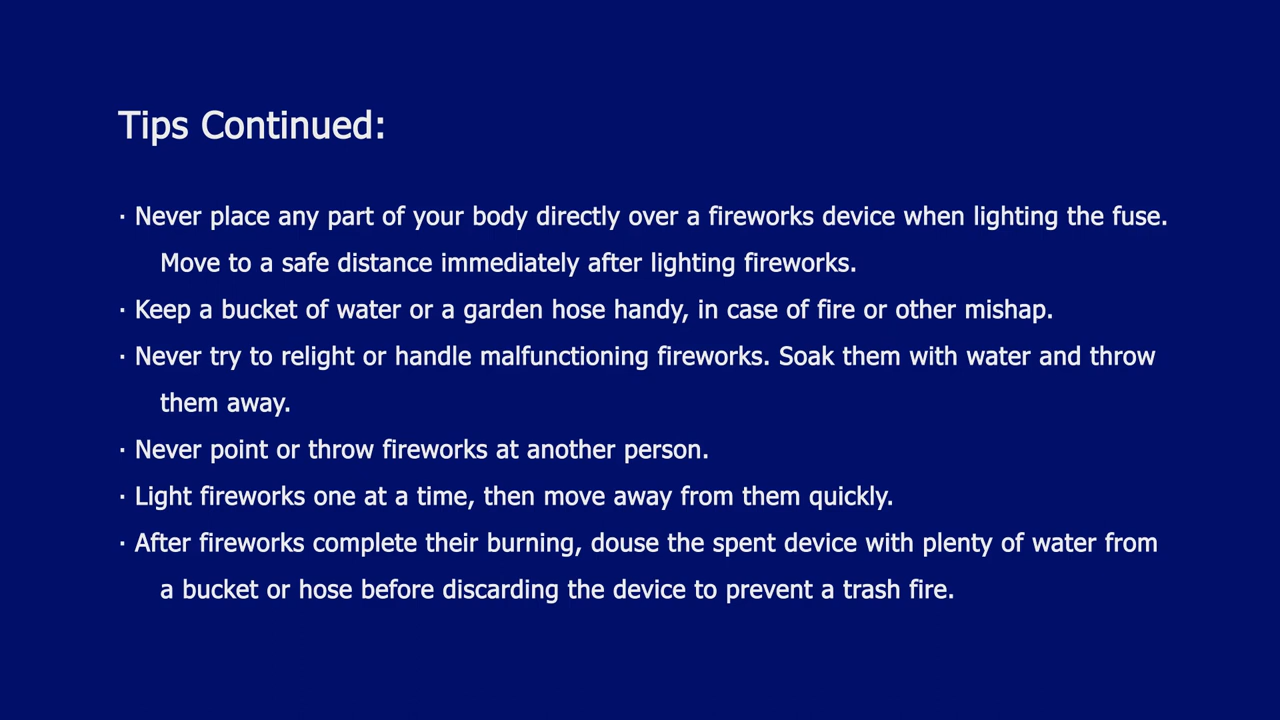 Tips Continued:
· Never place any part of your body directly over a fireworks device when lighting the fuse.
Move to a safe distance immediately after lighting fireworks.
· Keep a bucket of water or a garden hose handy, in case of fire or other mishap.
· Never try to relight or handle malfunctioning fireworks. Soak them with water and throw
them away.
· Never point or throw fireworks at another person.
· Light fireworks one at a time, then move away from them quickly.
· After fireworks complete their burning, douse the spent device with plenty of water from
a bucket or hose before discarding the device to prevent a trash fire.